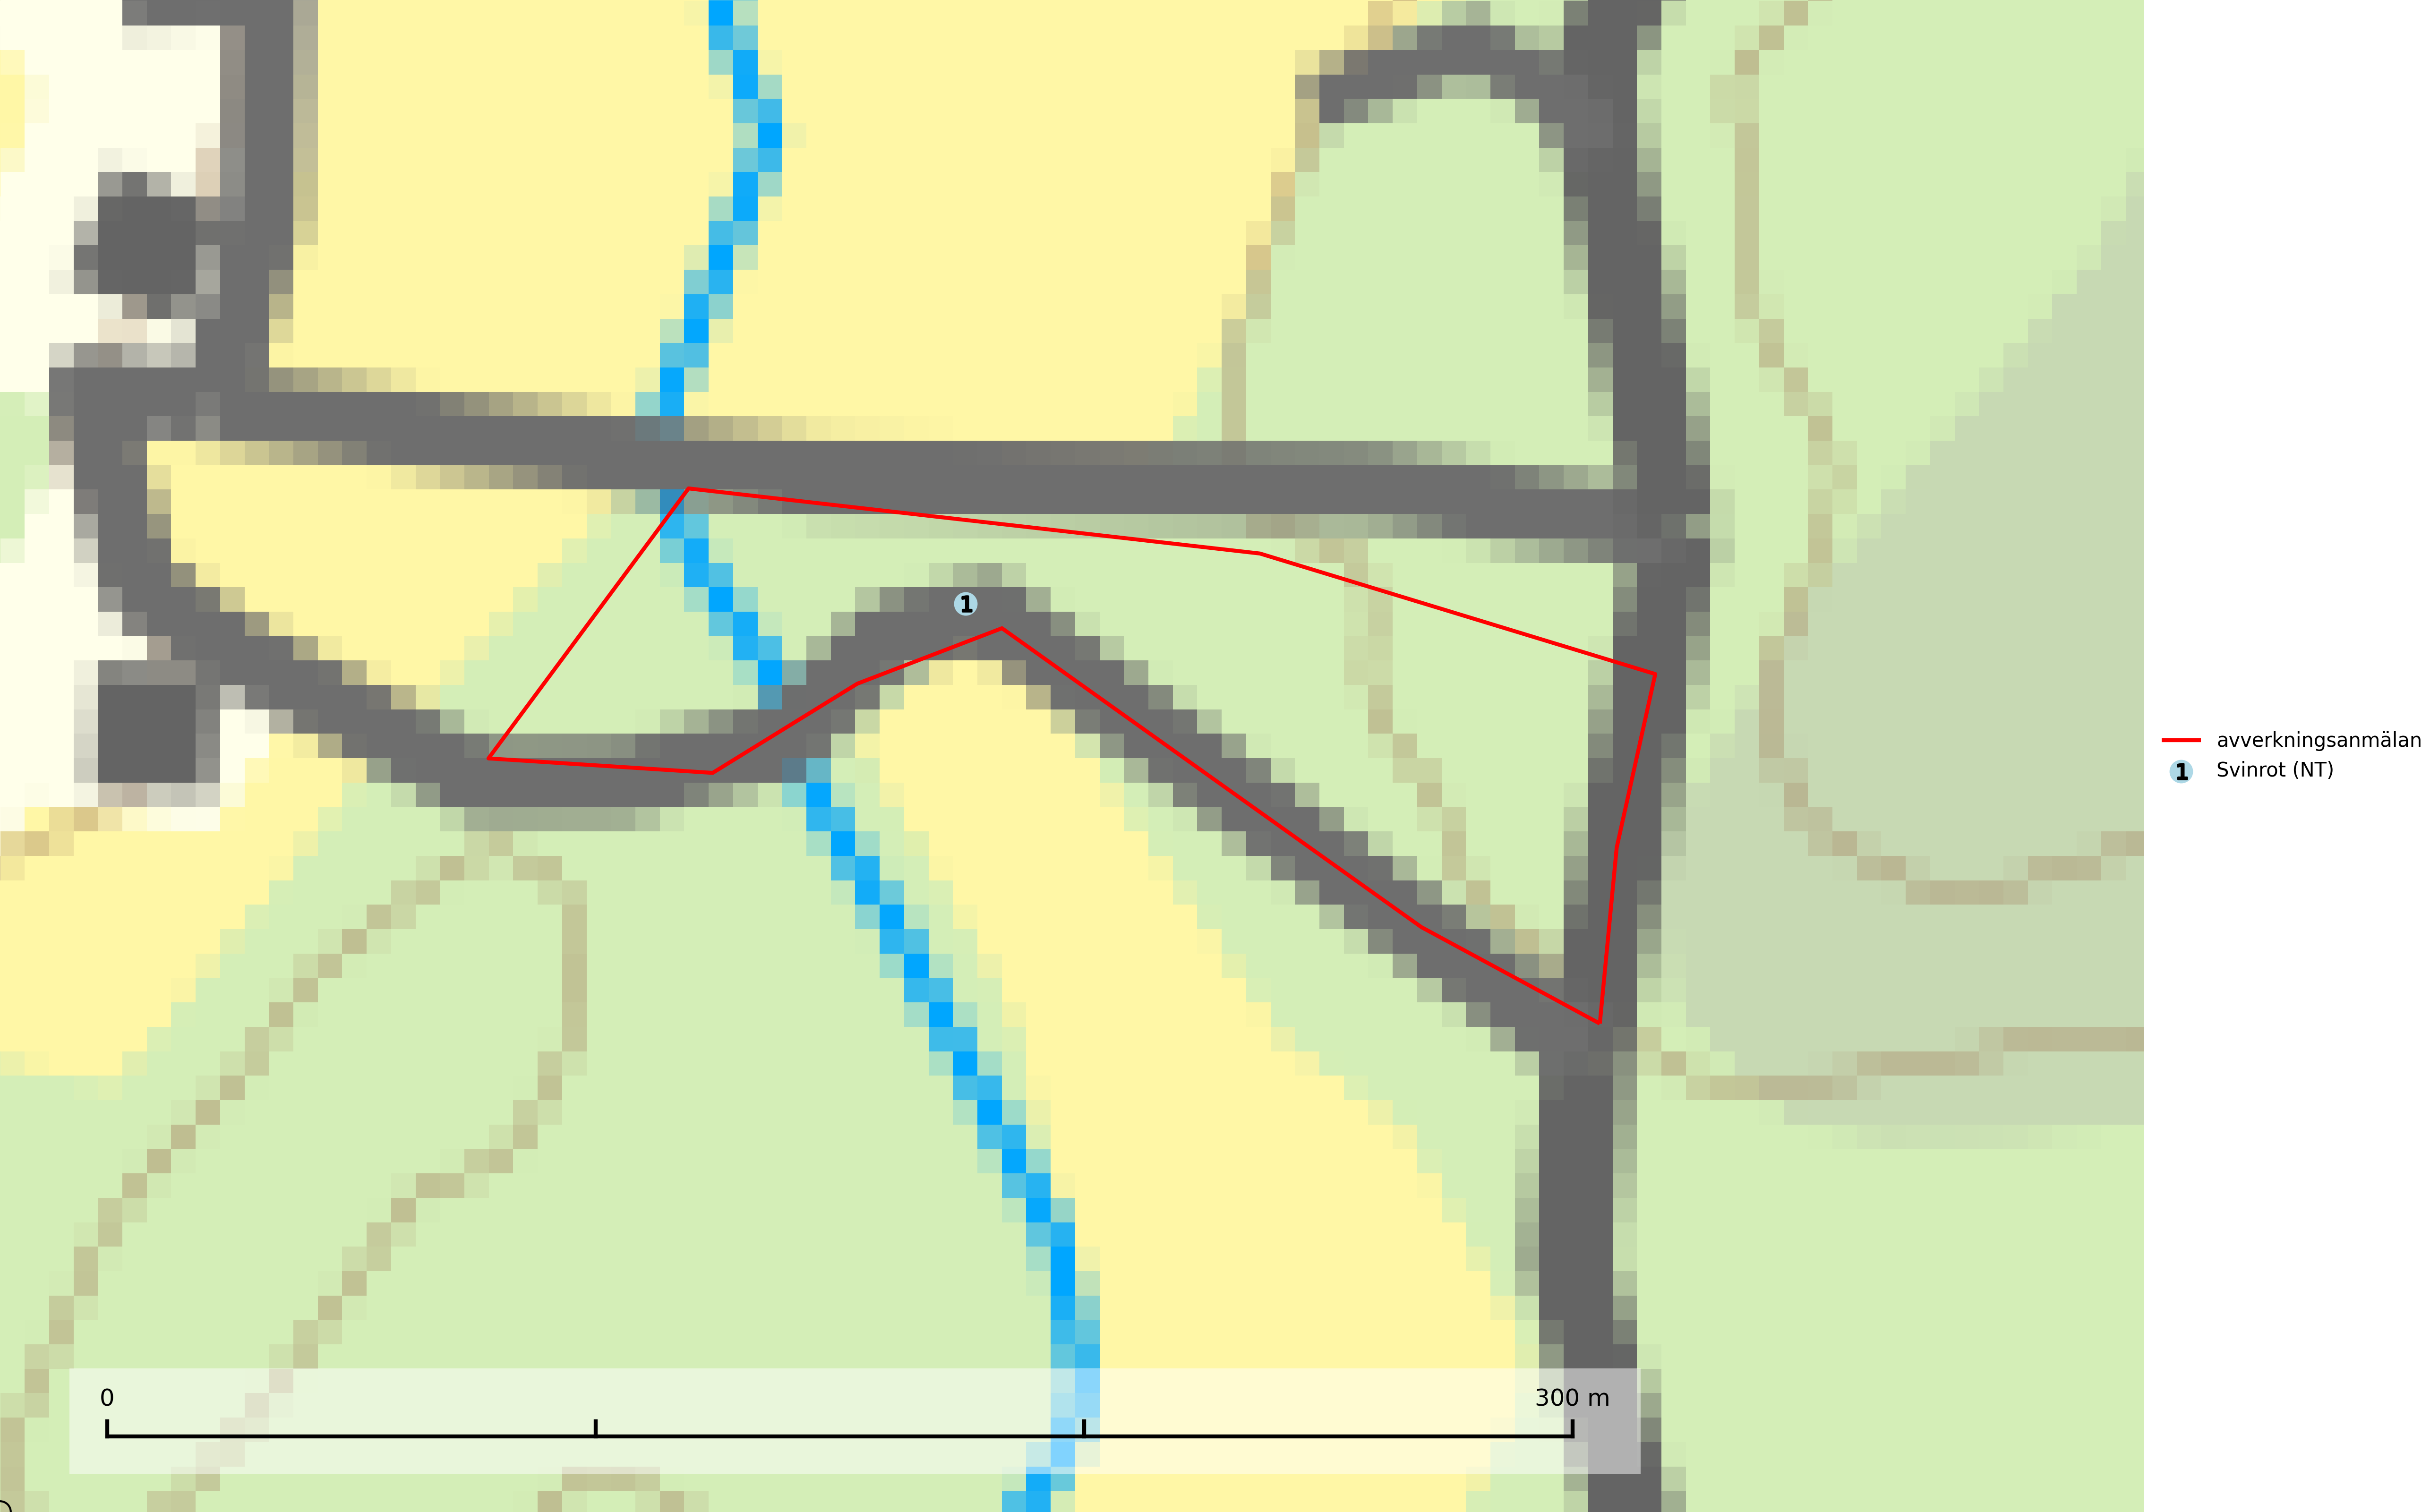 1
avverkningsanmälan
1 Svinrot (NT)
0 300 m